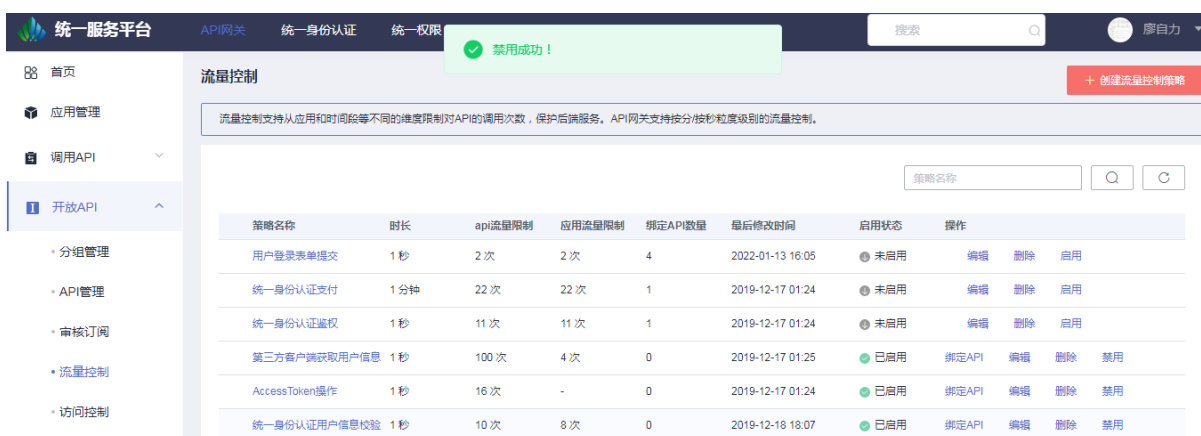 统一服务平台 API网关 统一身份认证 统一权限 搜索 廖自力
禁用成功！
首页
流量控制
+ 创建流量控制策略
应用管理
流量控制支持从应用和时间段等不同的维度限制对API的调用次数，保护后端服务。API网关支持按分/按秒粒度级别的流量控制。
调用API
策略名称
开放API
策略名称 时长 api流量限制 应用流量限制 绑定API数量 最后修改时间 启用状态 操作
分组管理
用户登录表单提交 1 秒 2 次 2 次 4 2022-01-13 16:05 未启用 编辑 删除 启用
API管理
统一身份认证支付 1 分钟 22 次 22 次 1 2019-12-17 01:24 未启用 编辑 删除 启用
审核订阅
统一身份认证鉴权 1 秒 11 次 11 次 1 2019-12-17 01:24 未启用 编辑 删除 启用
流量控制
第三方客户端获取用户信息 1 秒 100 次 4 次 0 2019-12-17 01:25 已启用 绑定API 编辑 删除 禁用
AccessToken操作 1 秒 16 次 - 0 2019-12-17 01:24 已启用 绑定API 编辑 删除 禁用
访问控制
统一身份认证用户信息校验 1 秒 10 次 8 次 0 2019-12-18 18:07 已启用 绑定API 编辑 删除 禁用